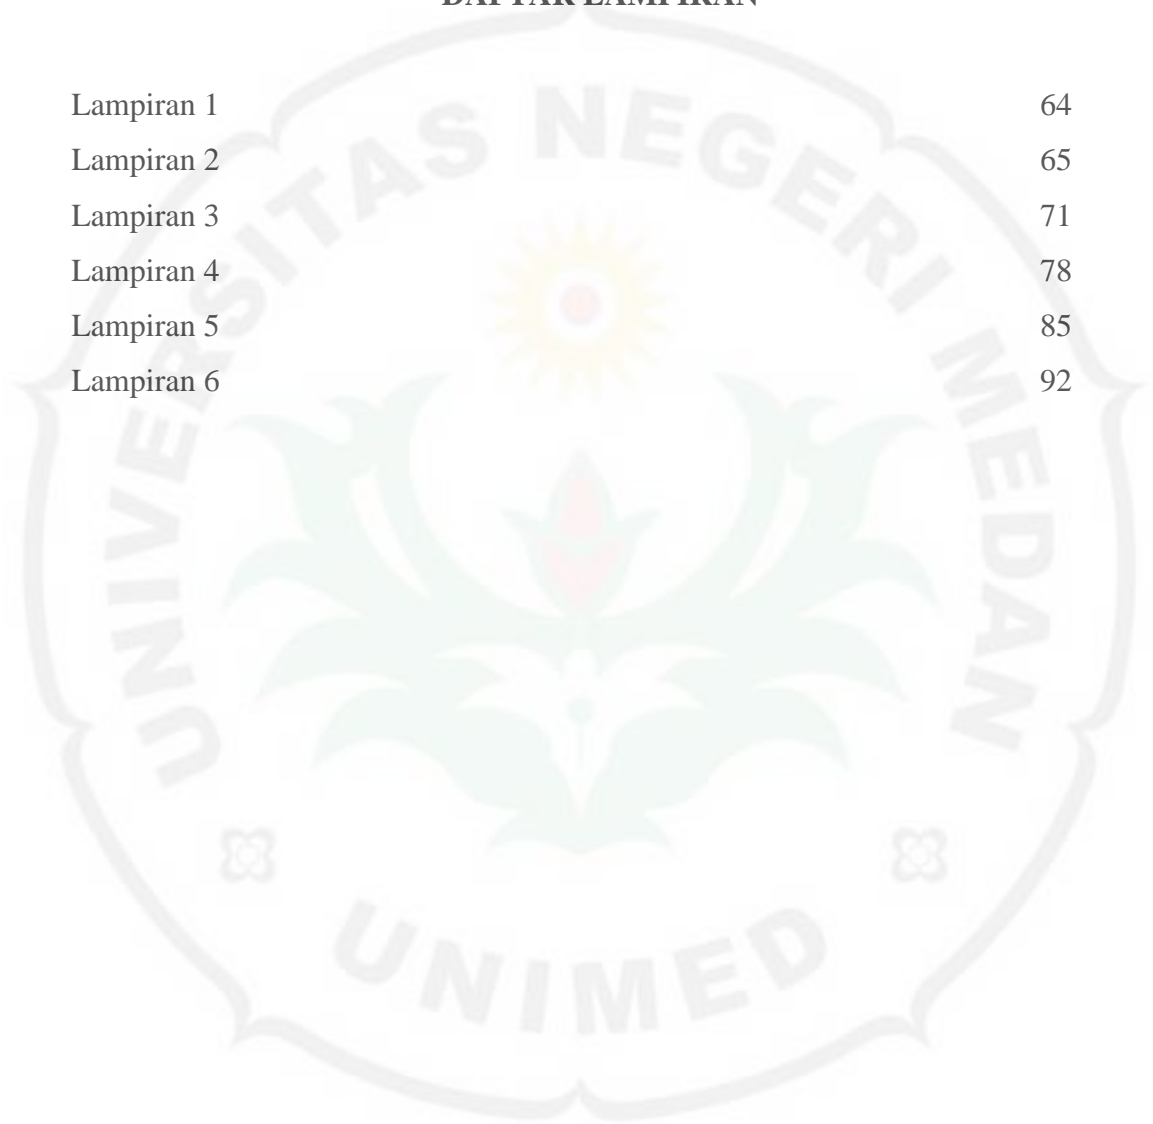 DAFTAR LAMPIRAN
Lampiran 1 64
Lampiran 2 65
Lampiran 3 71
Lampiran 4 78
Lampiran 5 85
Lampiran 6 92
UNIVERSITAS NEGERI MEDAN
UNIMED